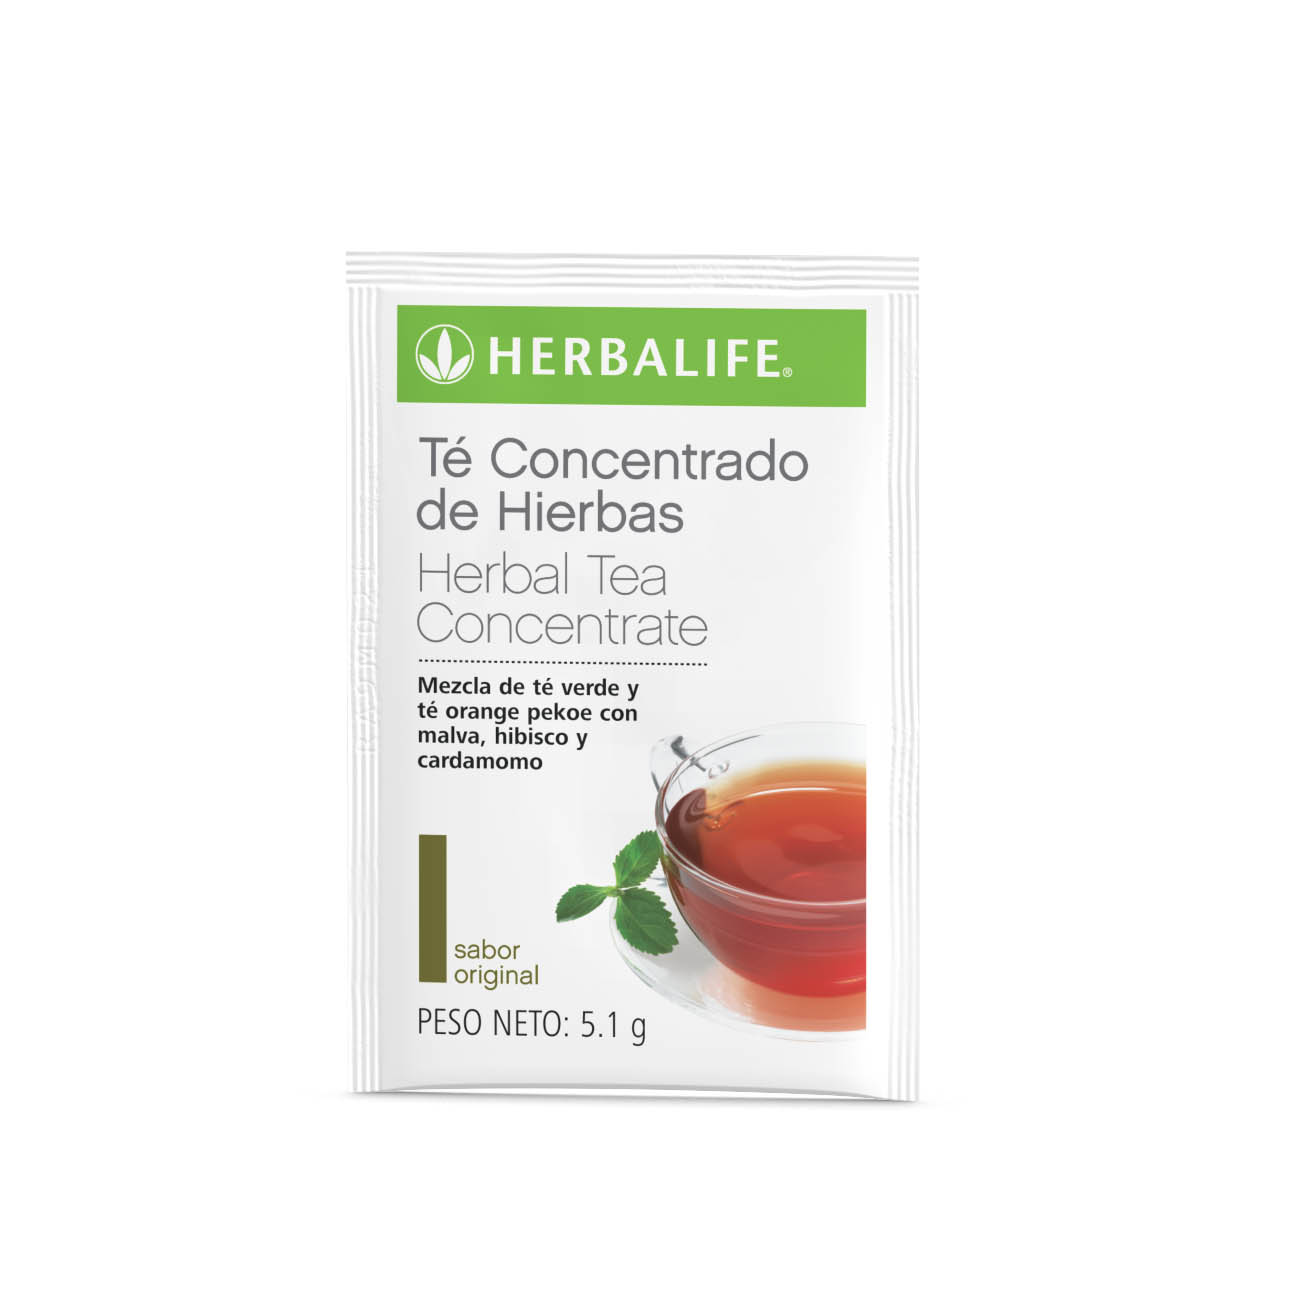 HERBALIFE®
Té Concentrado
de Hierbas
Herbal Tea
Concentrate
Mezcla de té verde y
té orange pekoe con
malva, hibisco y
cardamomo
sabor
original
PESO NETO: 5.1 g